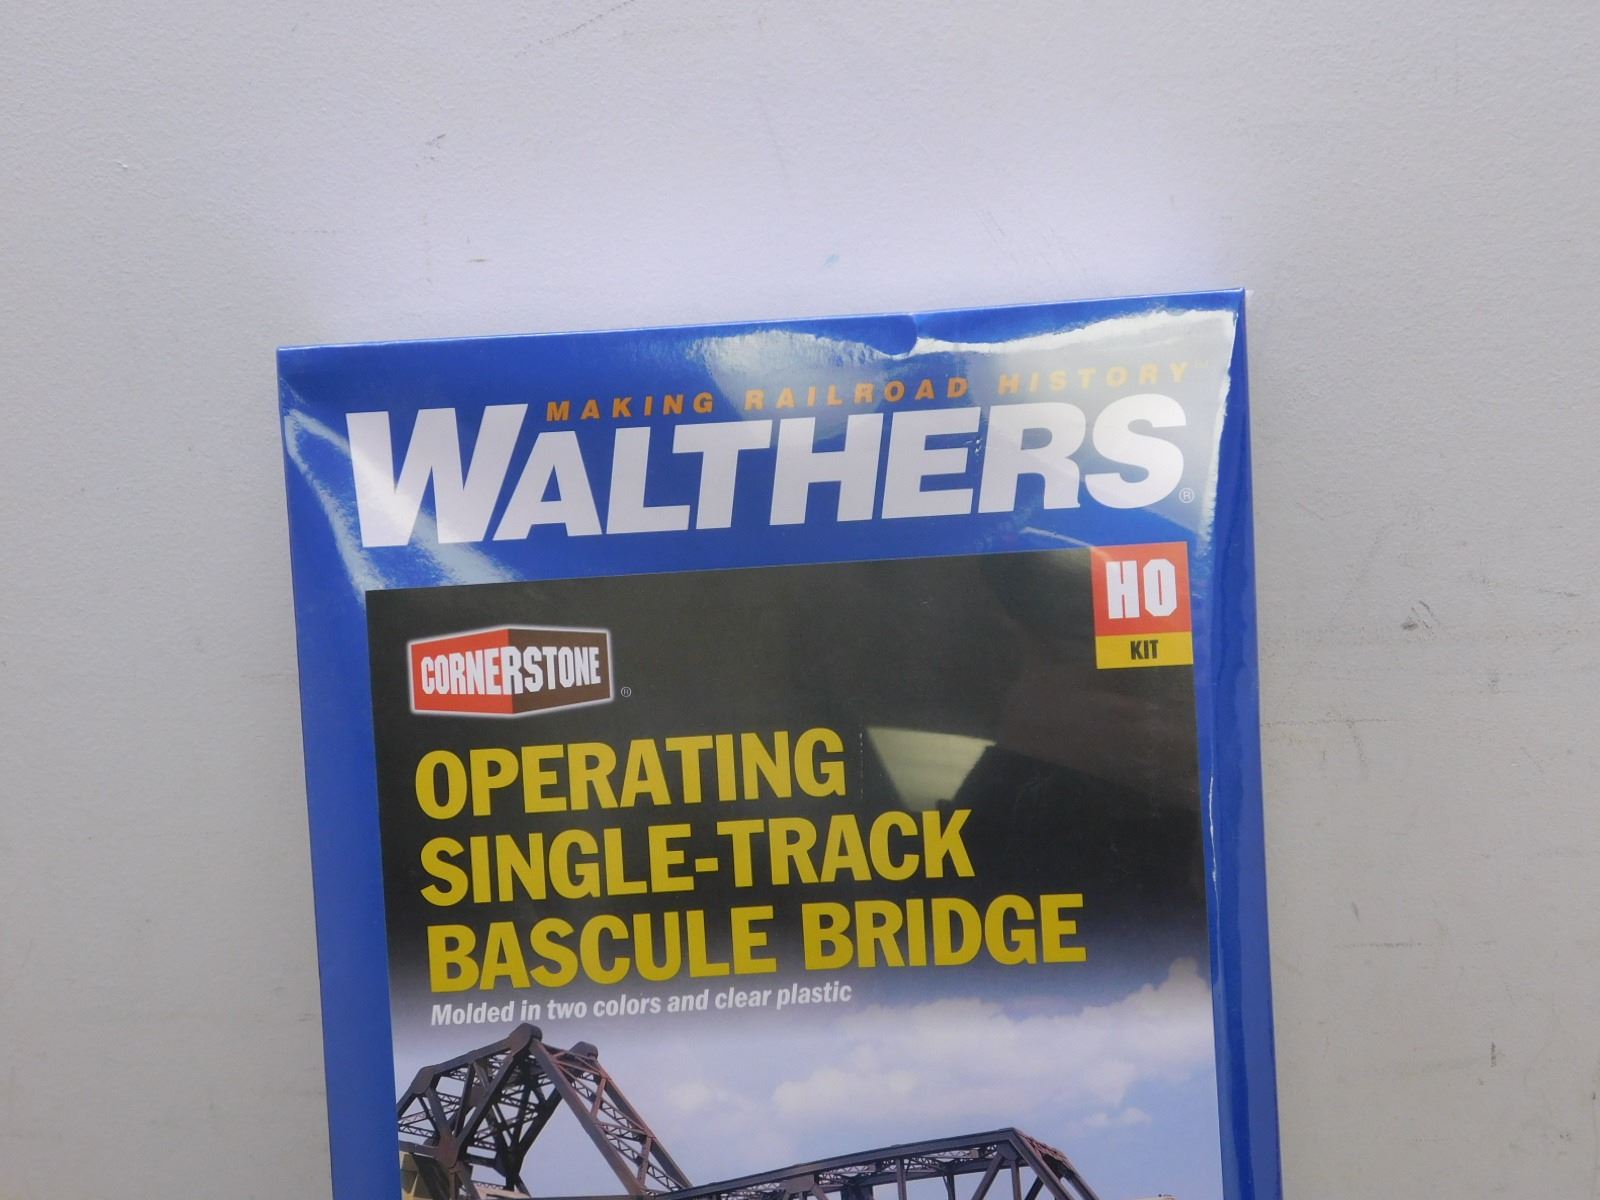 MAKING RAILROAD HISTORY™
WALTHERS®
HO
KIT
CORNERSTONE®
OPERATING
SINGLE-TRACK
BASCULE BRIDGE
Molded in two colors and clear plastic